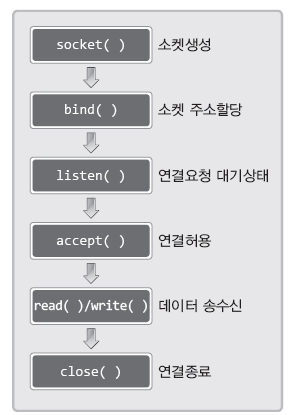 socket( ) 소켓생성
bind( ) 소켓 주소할당
listen( ) 연결요청 대기상태
accept( ) 연결허용
read( )/write( ) 데이터 송수신
close( ) 연결종료